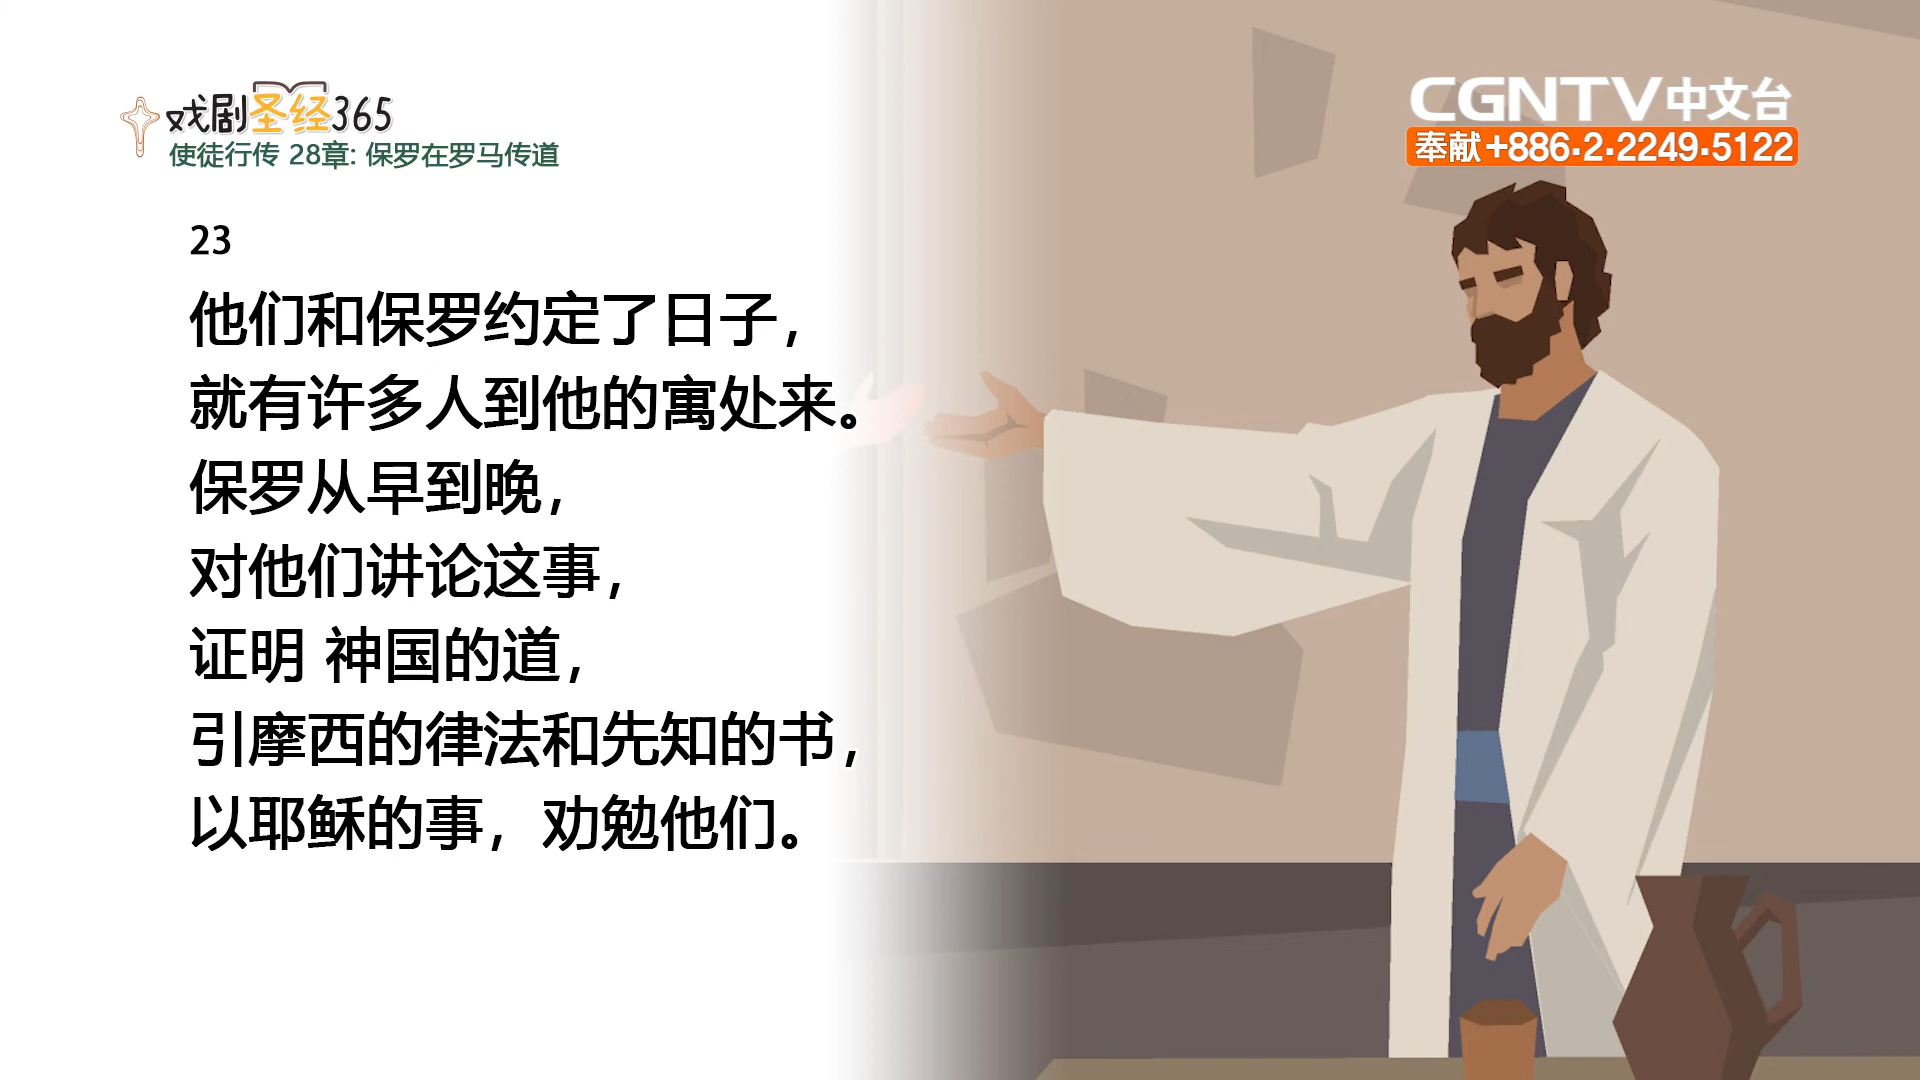 戏剧圣经365
使徒行传 28章: 保罗在罗马传道
CGNTV中文台
奉献+886·2·2249·5122
23
他们和保罗约定了日子，
就有许多人到他的寓处来。
保罗从早到晚，
对他们讲论这事，
证明 神国的道，
引摩西的律法和先知的书，
以耶稣的事，劝勉他们。